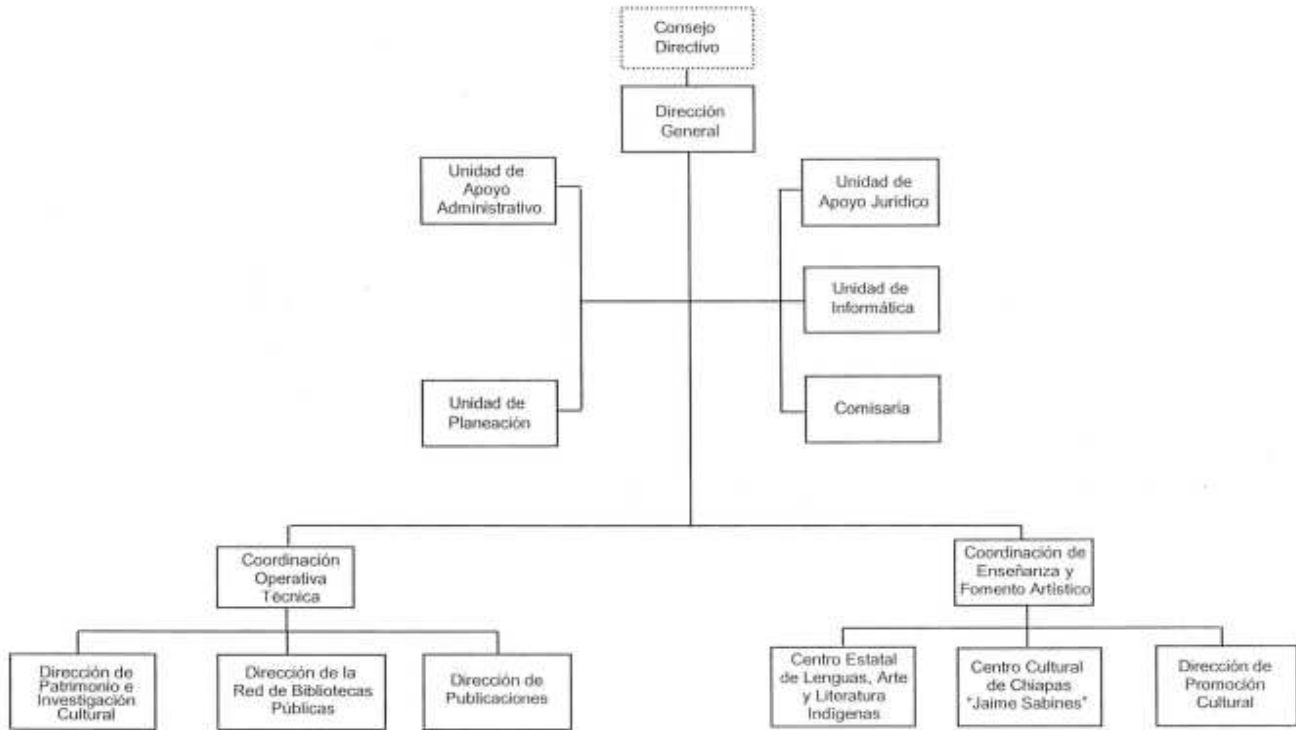 Consejo
Directivo
Dirección
General
Unidad de
Apoyo
Administrativo
Unidad de
Apoyo Jurídico
Unidad de
Informática
Unidad de
Planeación
Comisaría
Coordinación
Operativa
Técnica
Coordinación de
Enseñanza y
Fomento Artístico
Dirección de
Patrimonio e
Investigación
Cultural
Dirección de la
Red de Bibliotecas
Públicas
Dirección de
Publicaciones
Centro Estatal
de Lenguas, Arte
y Literatura
Indígenas
Centro Cultural
de Chiapas
"Jaime Sabines"
Dirección de
Promoción
Cultural